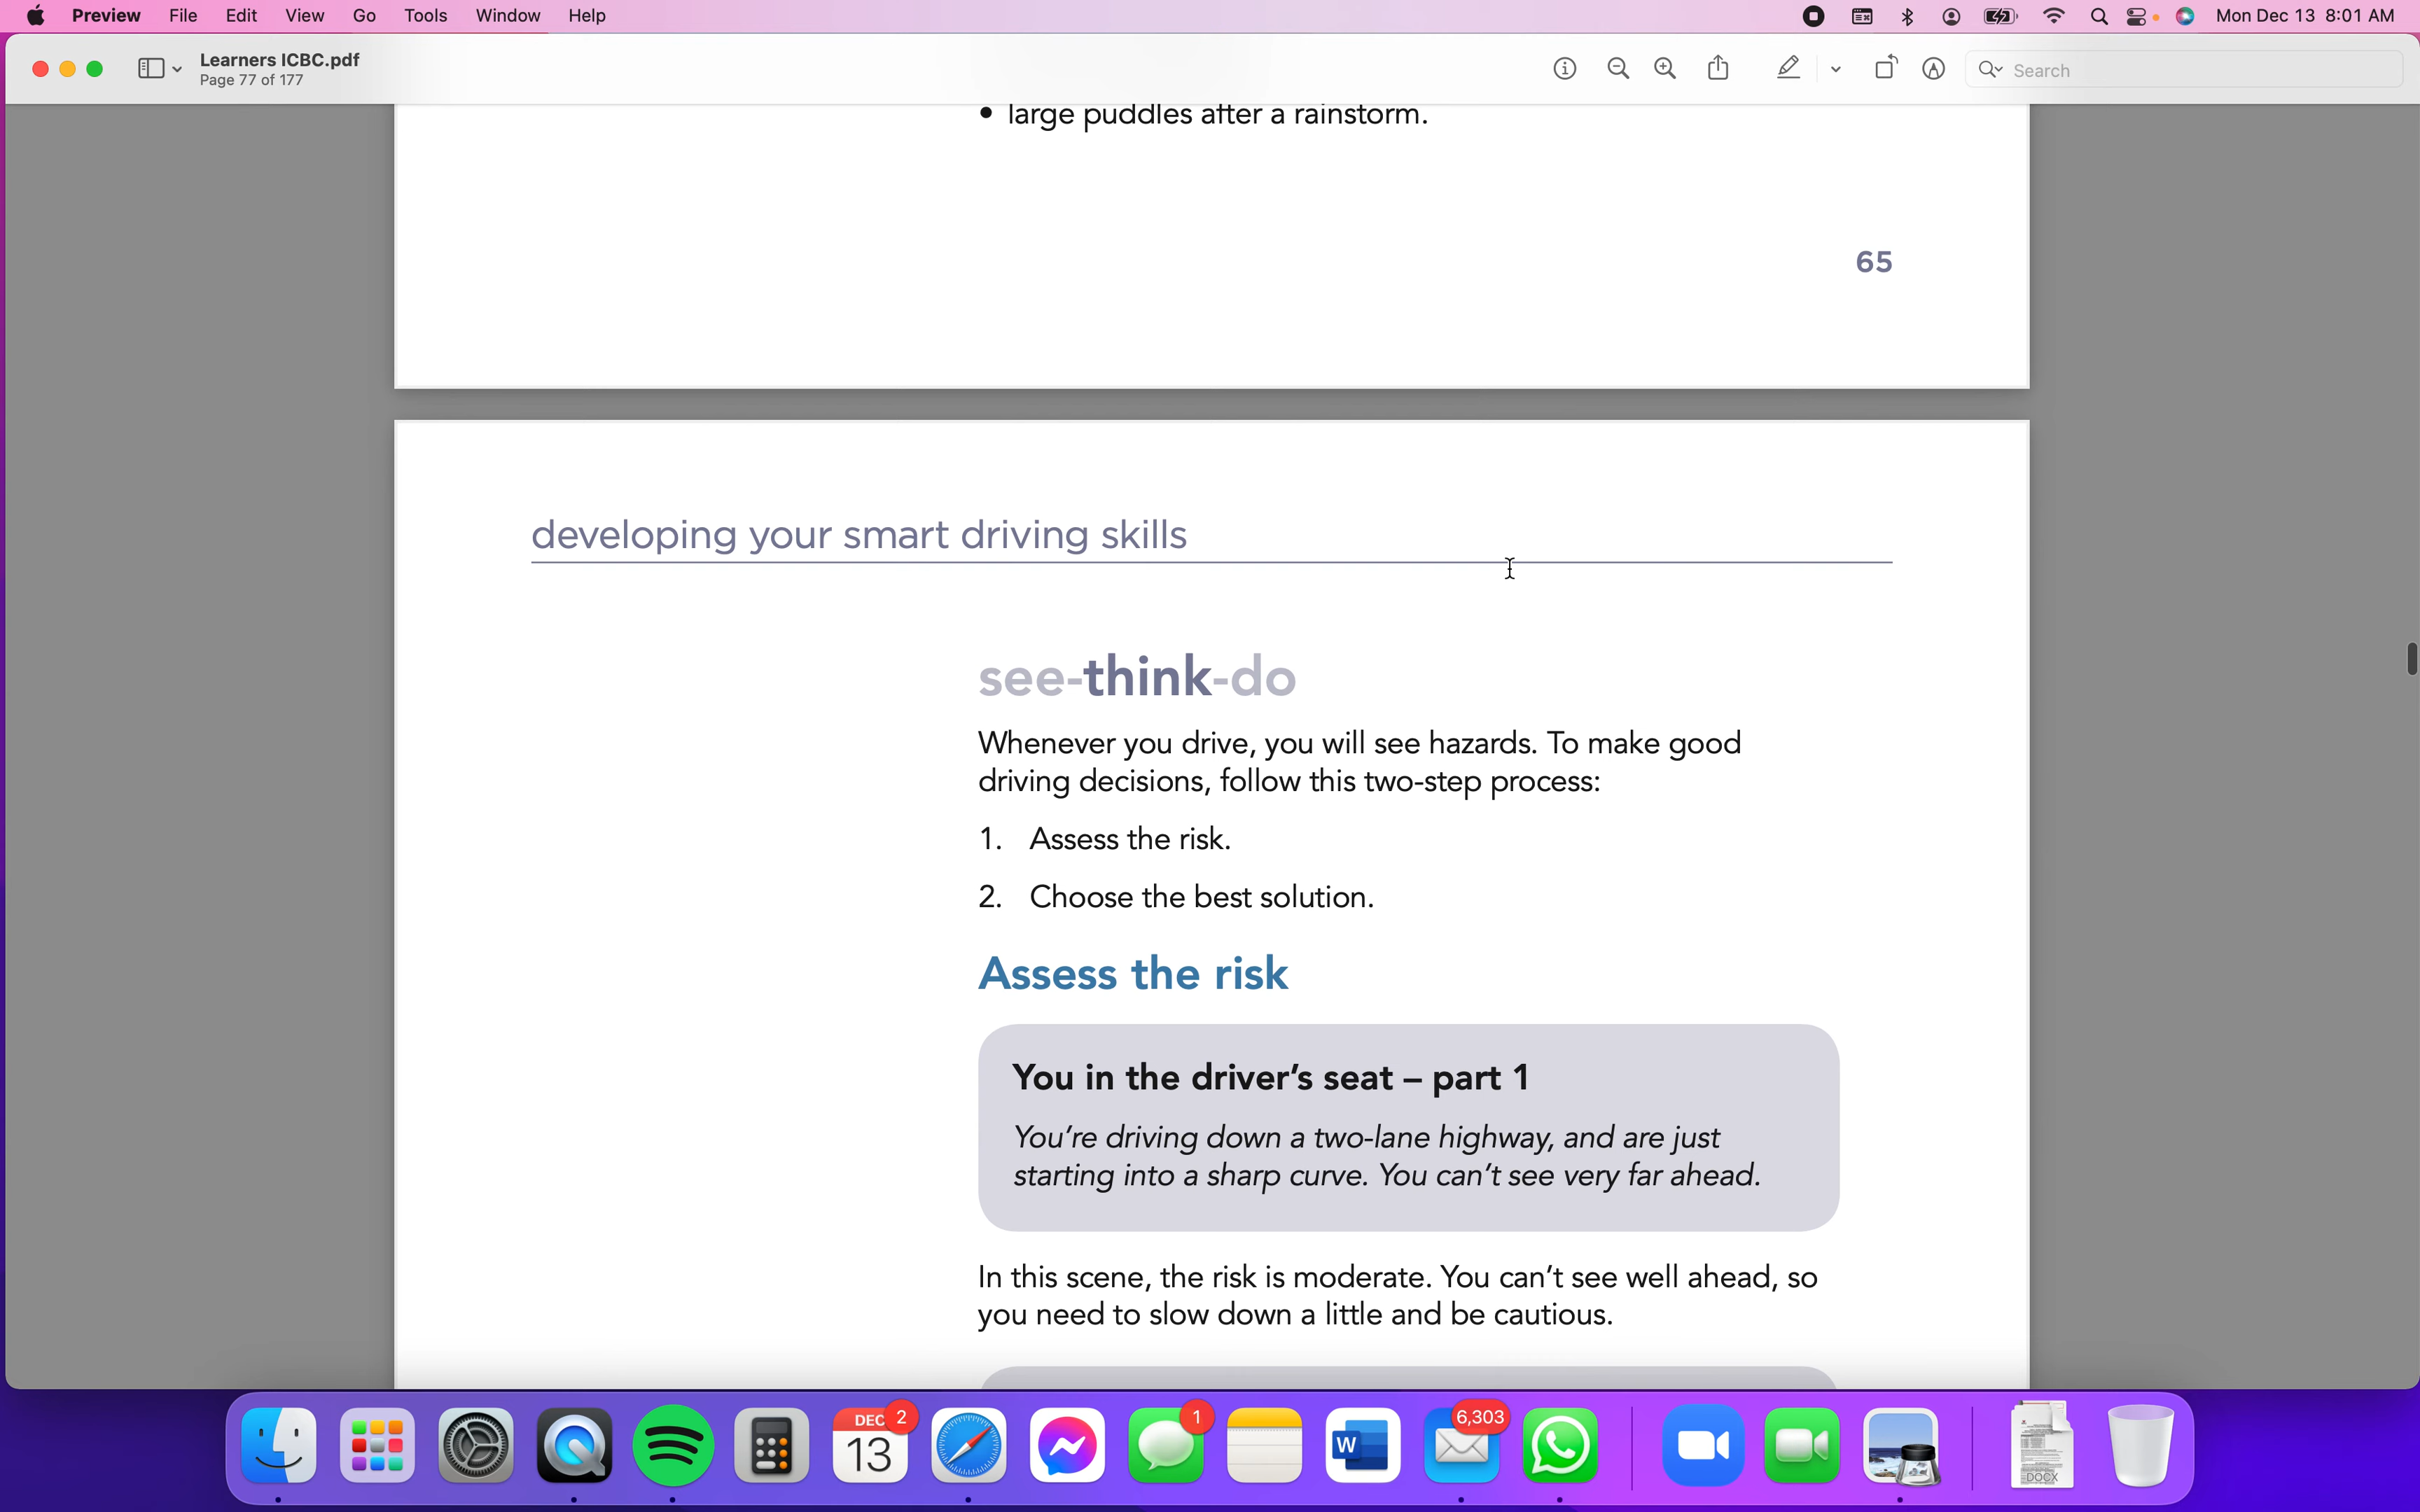 Preview File Edit View Go Tools Window Help Mon Dec 13 8:01 AM
Learners ICBC.pdf
Page 77 of 177
Search
• large puddles after a rainstorm.
65
developing your smart driving skills
see-think-do
Whenever you drive, you will see hazards. To make good
driving decisions, follow this two-step process:
1. Assess the risk.
2. Choose the best solution.
Assess the risk
You in the driver's seat – part 1
You're driving down a two-lane highway, and are just
starting into a sharp curve. You can't see very far ahead.
In this scene, the risk is moderate. You can't see well ahead, so
you need to slow down a little and be cautious.
DEC 2
13
1
W
6,303
DOCX